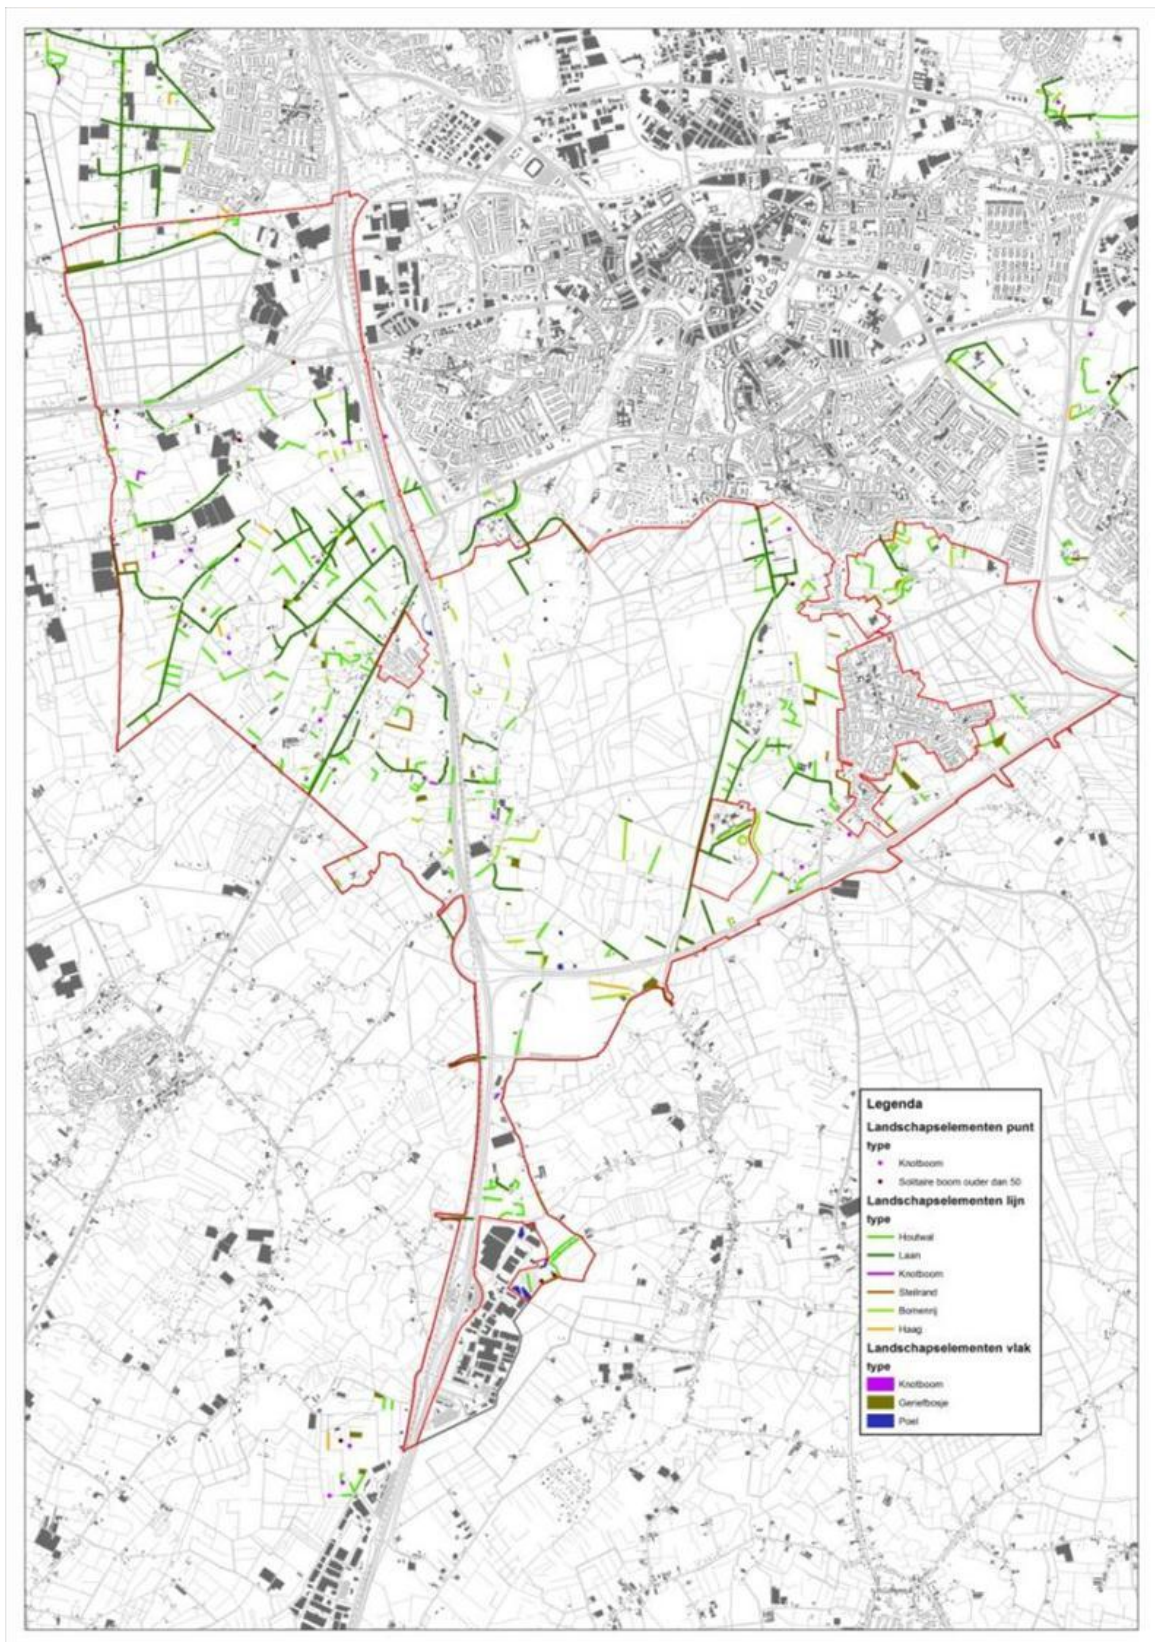 Legenda
Landschapselementen punt
type
Knotboom
Solitaire boom ouder dan 50
Landschapselementen lijn
type
Houtwal
Laan
Knotboom
Steilrand
Bomenrij
Haag
Landschapselementen vlak
type
Knotboom
Geriefbosje
Poel